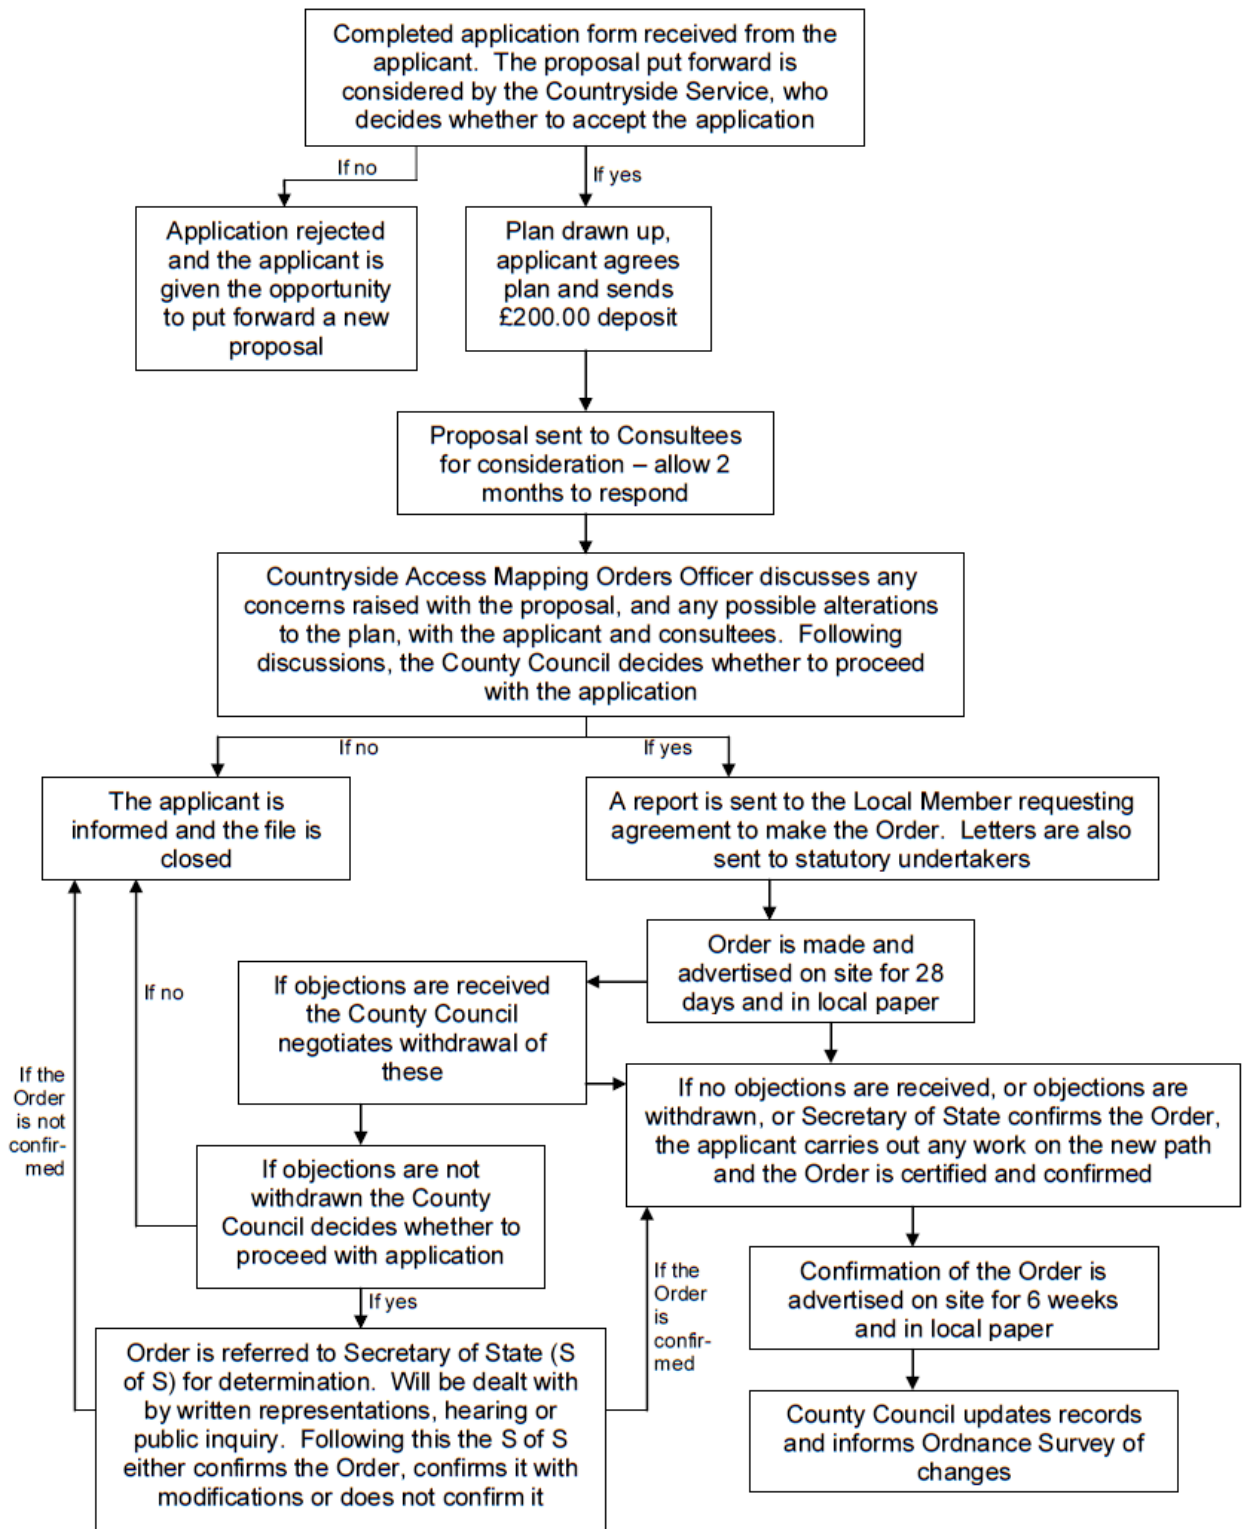 Completed application form received from the
applicant. The proposal put forward is
considered by the Countryside Service, who
decides whether to accept the application
If no
If yes
Application rejected
and the applicant is
given the opportunity
to put forward a new
proposal
Plan drawn up,
applicant agrees
plan and sends
£200.00 deposit
Proposal sent to Consultees
for consideration – allow 2
months to respond
Countryside Access Mapping Orders Officer discusses any
concerns raised with the proposal, and any possible alterations
to the plan, with the applicant and consultees. Following
discussions, the County Council decides whether to proceed
with the application
If no
If yes
The applicant is
informed and the file is
closed
A report is sent to the Local Member requesting
agreement to make the Order. Letters are also
sent to statutory undertakers
Order is made and
advertised on site for 28
days and in local paper
If no
If objections are received
the County Council
negotiates withdrawal of
these
If the
Order
is not
confir-
med
If no objections are received, or objections are
withdrawn, or Secretary of State confirms the Order,
the applicant carries out any work on the new path
and the Order is certified and confirmed
If objections are not
withdrawn the County
Council decides whether to
proceed with application
If yes
If the
Order
is
confir-
med
Confirmation of the Order is
advertised on site for 6 weeks
and in local paper
Order is referred to Secretary of State (S
of S) for determination. Will be dealt with
by written representations, hearing or
public inquiry. Following this the S of S
either confirms the Order, confirms it with
modifications or does not confirm it
County Council updates records
and informs Ordnance Survey of
changes